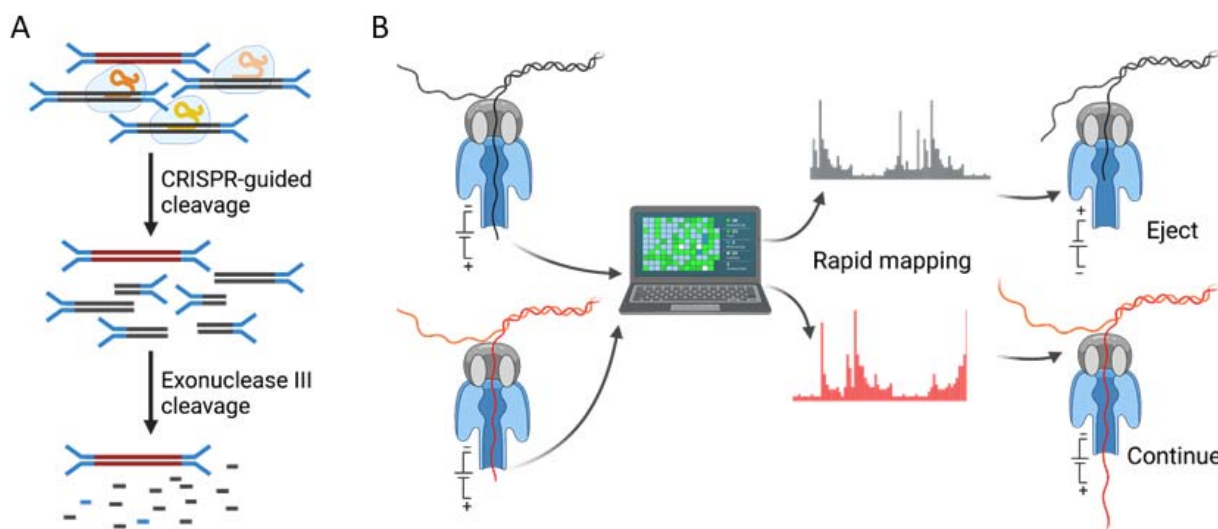 A
CRISPR-guided
cleavage
Exonuclease III
cleavage
B
Rapid mapping
Eject
Continue